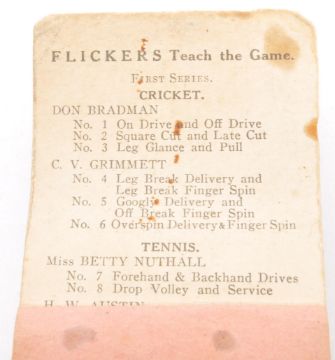 FLICKERS Teach the Game.
FIRST SERIES.
CRICKET.
DON BRADMAN
No. 1 On Drive and Off Drive
No. 2 Square Cut and Late Cut
No. 3 Leg Glance and Pull
C. V. GRIMMETT
No. 4 Leg Break Delivery and
Leg Break Finger Spin
No. 5 Googly Delivery and
Off Break Finger Spin
No. 6 Overspin Delivery & Finger Spin
TENNIS.
Miss BETTY NUTHALL
No. 7 Forehand & Backhand Drives
No. 8 Drop Volley and Service
H. W. AUSTIN